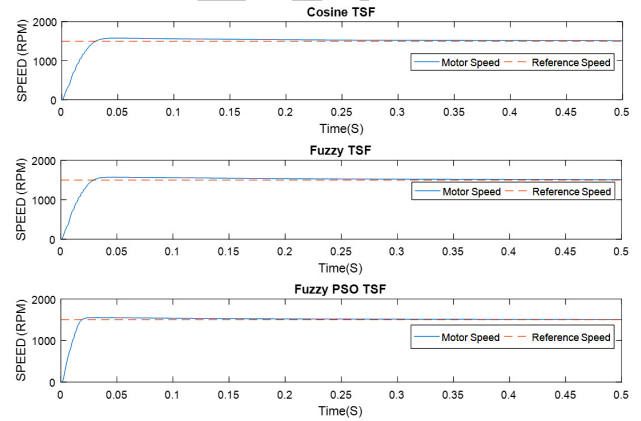 Cosine TSF
SPEED (RPM)
2000
1000
0
Motor Speed
Reference Speed
0 0.05 0.1 0.15 0.2 0.25 0.3 0.35 0.4 0.45 0.5
Time(S)
Fuzzy TSF
SPEED (RPM)
2000
1000
0
Motor Speed
Reference Speed
0 0.05 0.1 0.15 0.2 0.25 0.3 0.35 0.4 0.45 0.5
Time(S)
Fuzzy PSO TSF
SPEED (RPM)
2000
1000
0
Motor Speed
Reference Speed
0 0.05 0.1 0.15 0.2 0.25 0.3 0.35 0.4 0.45 0.5
Time(S)